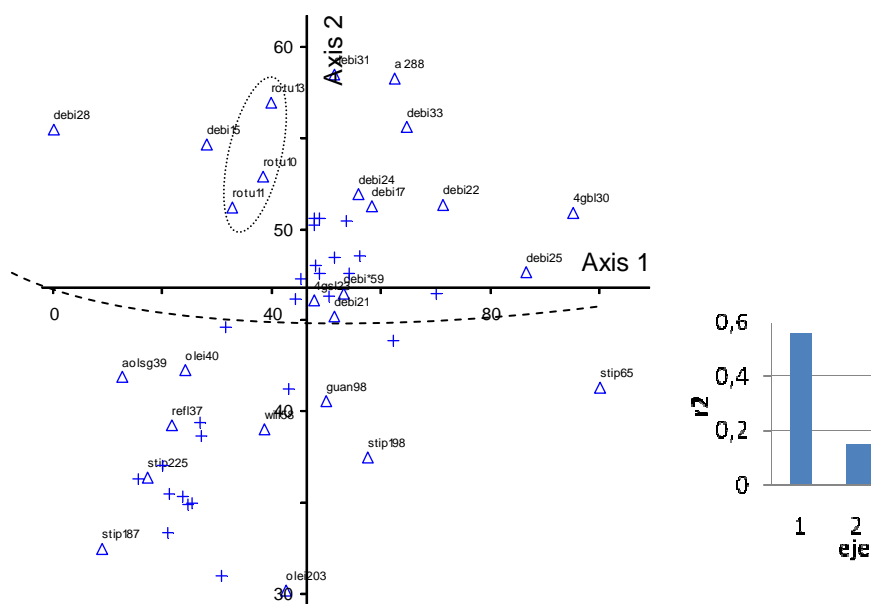 Axis 2
60
debi31
a 288
rotu13
debi28
debi33
debi15
rotu10
rotu11
debi24
debi17
debi22
4gbl30
50
debi25
Axis 1
debi*59
4gsl23
debi21
0
40
80
aolsg39
olei40
stip65
guan98
refl37
40
stip198
stip225
stip187
olei203
30
0,6
0,4
0,2
0
r2
1
2
eje